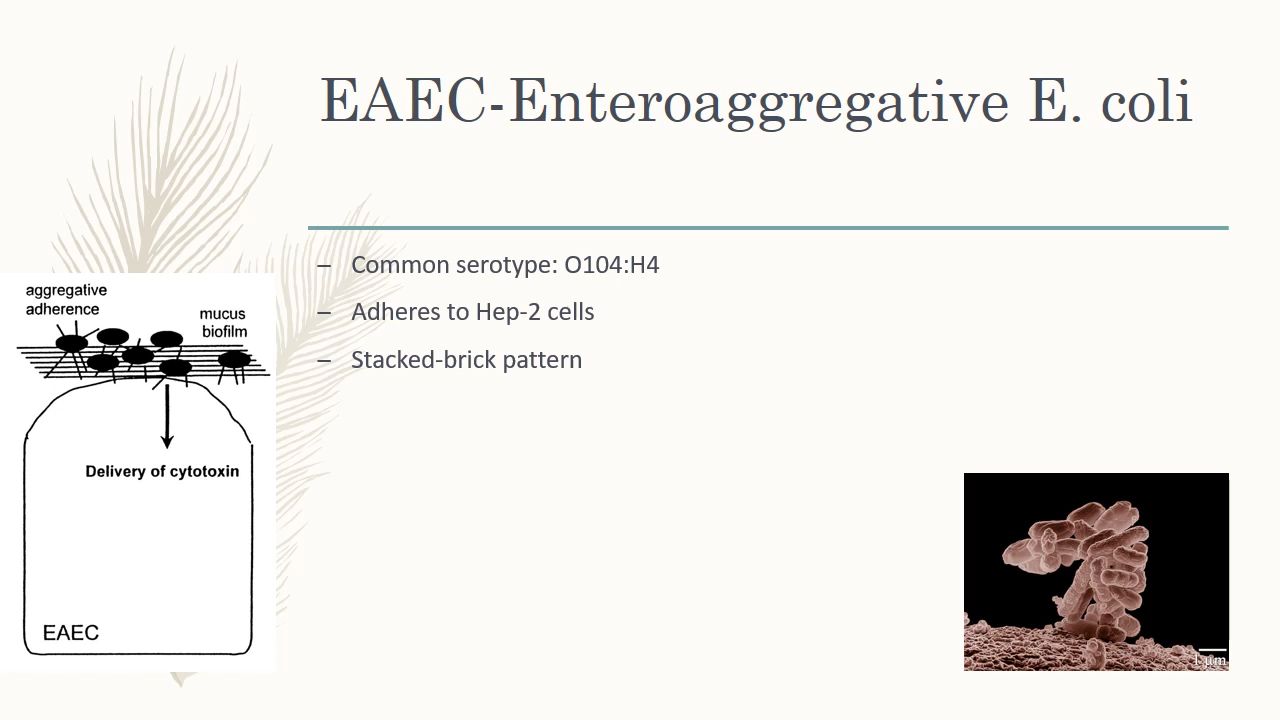 EAEC-Enteroaggregative E. coli
– Common serotype: O104:H4
– Adheres to Hep-2 cells
– Stacked-brick pattern
aggregative
adherence
mucus
biofilm
Delivery of cytotoxin
EAEC
1 µm